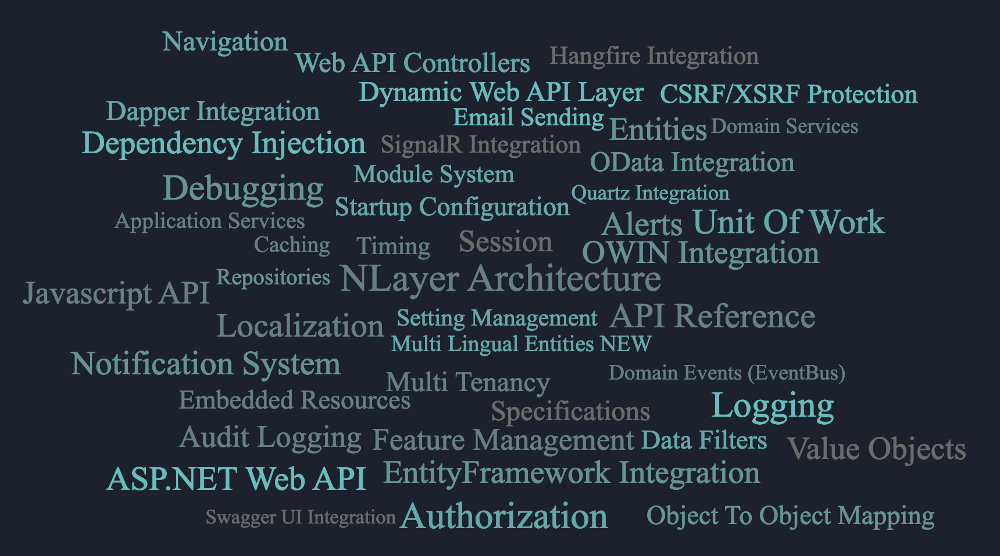 Navigation
Web API Controllers
Hangfire Integration
Dynamic Web API Layer
CSRF/XSRF Protection
Dapper Integration
Email Sending
Entities
Domain Services
Dependency Injection
SignalR Integration
OData Integration
Module System
Debugging
Quartz Integration
Startup Configuration
Application Services
Alerts
Unit Of Work
Caching
Timing
Session
OWIN Integration
Repositories
NLayer Architecture
Javascript API
Setting Management
API Reference
Localization
Multi Lingual Entities NEW
Notification System
Domain Events (EventBus)
Multi Tenancy
Embedded Resources
Specifications
Logging
Audit Logging
Feature Management
Data Filters
Value Objects
ASP.NET Web API
EntityFramework Integration
Swagger UI Integration
Authorization
Object To Object Mapping